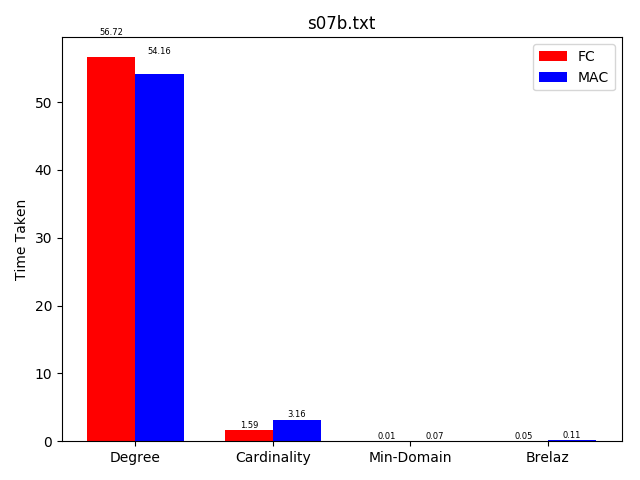 s07b.txt
56.72
54.16
FC
MAC
50
40
30
20
10
0
Time Taken
1.59
3.16
0.01
0.07
0.05
0.11
Degree
Cardinality
Min-Domain
Brelaz